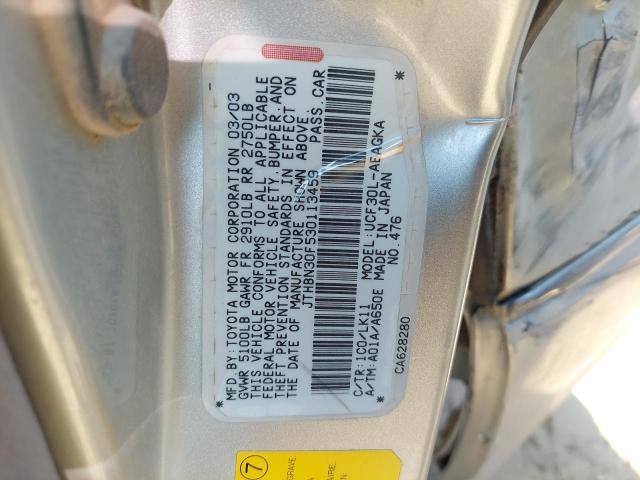 MFD.BY:TOYOTA MOTOR CORPORATION 03/03
GVWR 5100LB GAWR FR 2910LB RR 2750LB
THIS VEHICLE CONFORMS TO ALL APPLICABLE
FEDERAL MOTOR VEHICLE SAFETY,BUMPER,AND
THEFT PREVENTION STANDARDS IN EFFECT ON
THE DATE OF MANUFACTURE SHOWN ABOVE.
JTHBN30F530113459 PASS.CAR
* *
C/TR:1C0/LK11 MODEL:UCF30L-AEAGKA
A/TM:A01A/A650E MADE IN JAPAN
* NO.476
CA628280
7